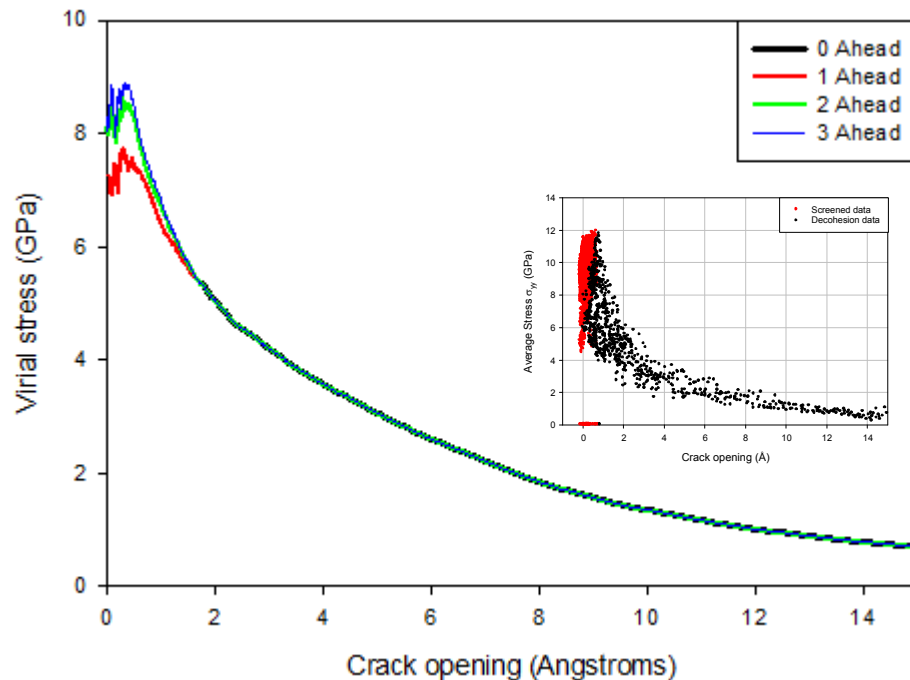 10
8
6
4
2
0
Virial stress (GPa)
0 2 4 6 8 10 12 14
Crack opening (Angstroms)
0 Ahead
1 Ahead
2 Ahead
3 Ahead
Screened data
Decohesion data
14
12
10
8
6
4
2
0
Average Stress σyy (GPa)
0 2 4 6 8 10 12 14
Crack opening (Å)